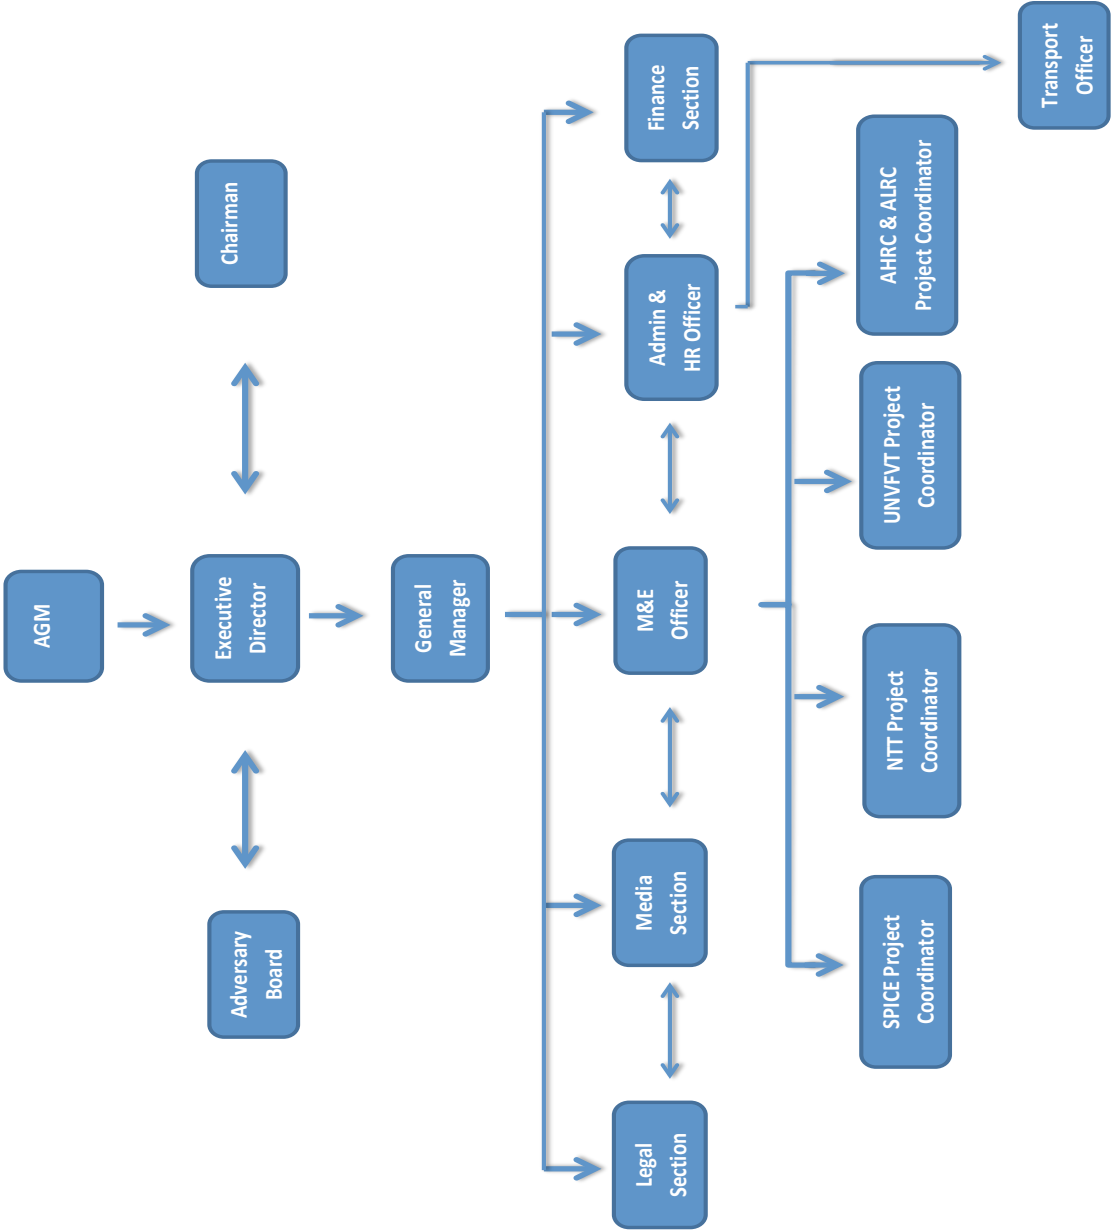 AGM
Adversary
Board
Executive
Director
Chairman
General
Manager
Legal
Section
Media
Section
M&E
Officer
Admin &
HR Officer
Finance
Section
SPICE Project
Coordinator
NTT Project
Coordinator
UNVFVT Project
Coordinator
AHRC & ALRC
Project Coordinator
Transport
Officer